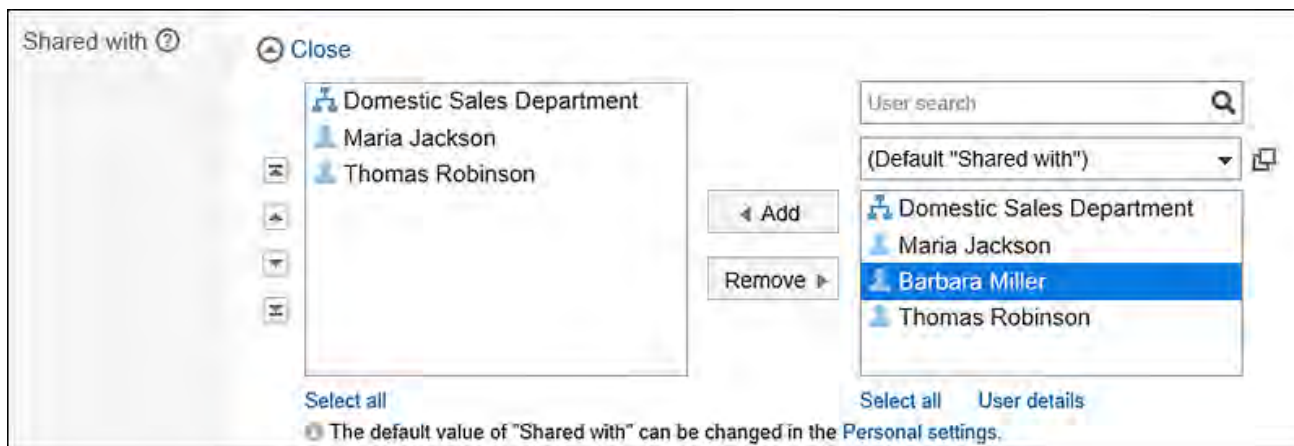 Shared with
Close
Domestic Sales Department
Maria Jackson
Thomas Robinson
Add
Remove
User search
(Default "Shared with")
Domestic Sales Department
Maria Jackson
Barbara Miller
Thomas Robinson
Select all
Select all User details
The default value of "Shared with" can be changed in the Personal settings.